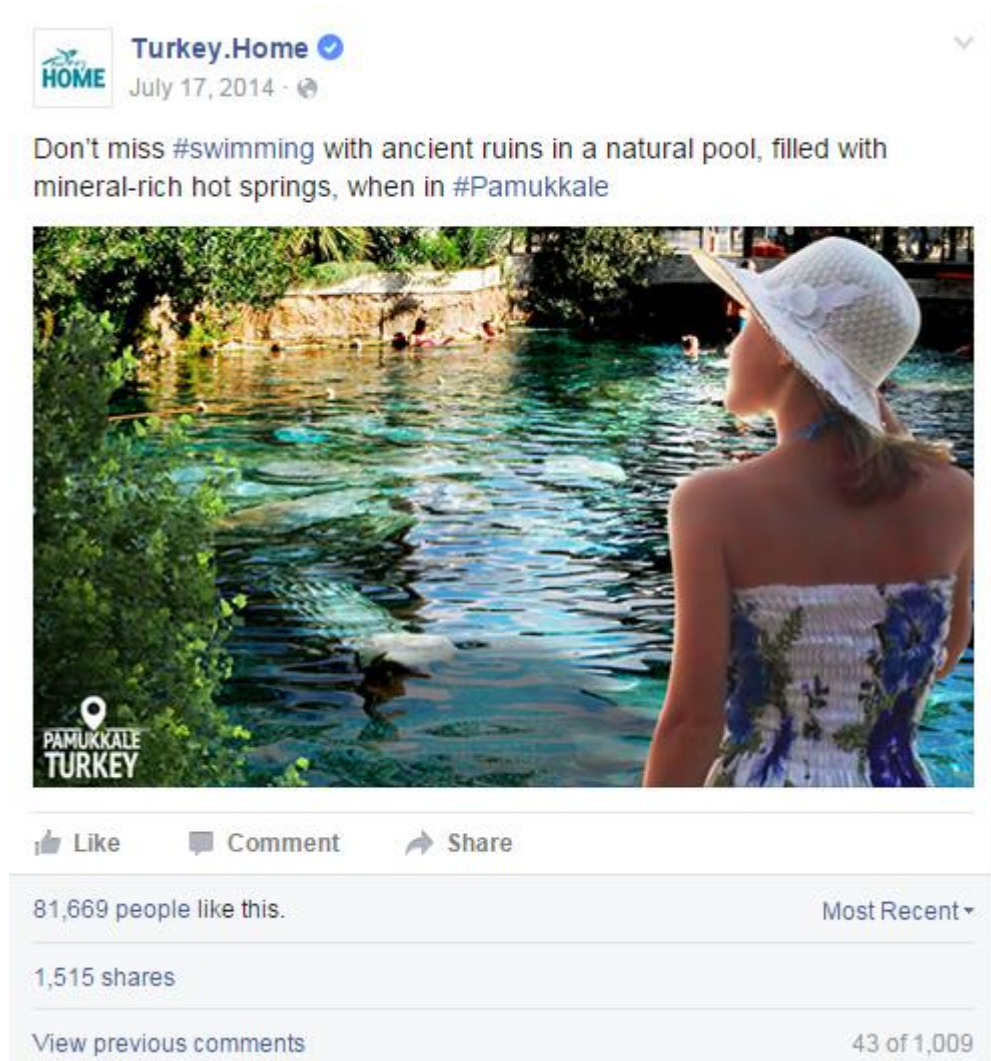 HOME
Turkey.Home
July 17, 2014 ·
Don't miss #swimming with ancient ruins in a natural pool, filled with
mineral-rich hot springs, when in #Pamukkale
PAMUKKALE
TURKEY
Like Comment Share
81,669 people like this. Most Recent
1,515 shares
View previous comments 43 of 1,009